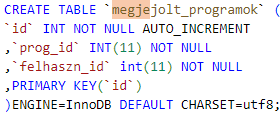 CREATE TABLE `megjejolt_programok` (
`id` INT NOT NULL AUTO_INCREMENT
,`prog_id` INT(11) NOT NULL
,`felhaszn_id` int(11) NOT NULL
,PRIMARY KEY(`id`)
)ENGINE=InnoDB DEFAULT CHARSET=utf8;